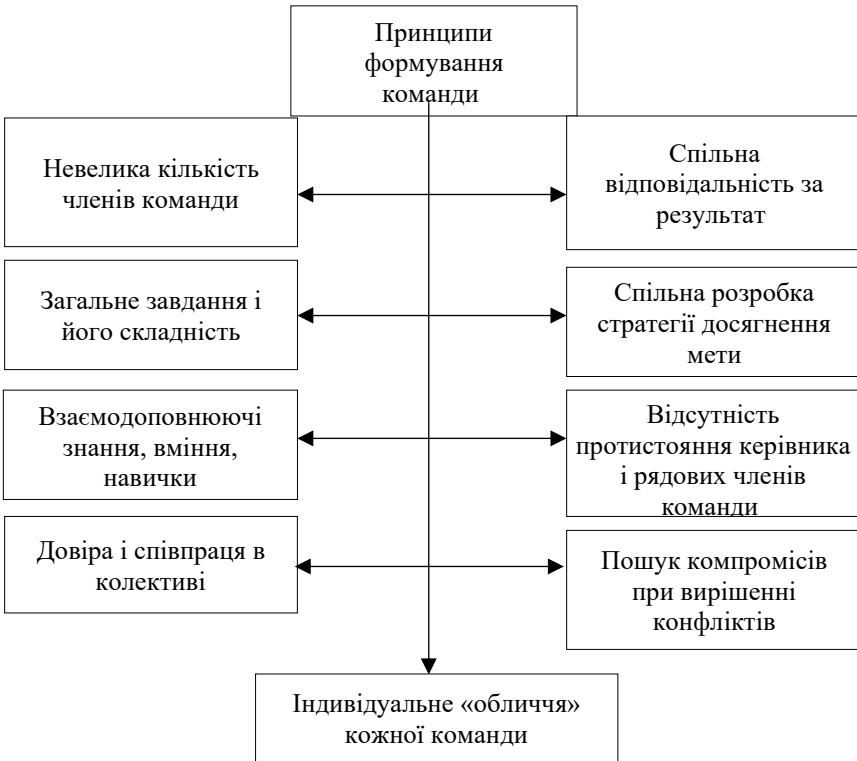 Принципи
формування
команди
Невелика кількість
членів команди
Спільна
відповідальність за
результат
Загальне завдання і
його складність
Спільна розробка
стратегії досягнення
мети
Взаємодоповнюючі
знання, вміння,
навички
Відсутність
протистояння керівника
і рядових членів
команди
Довіра і співпраця в
колективі
Пошук компромісів
при вирішенні
конфліктів
Індивідуальне «обличчя»
кожної команди